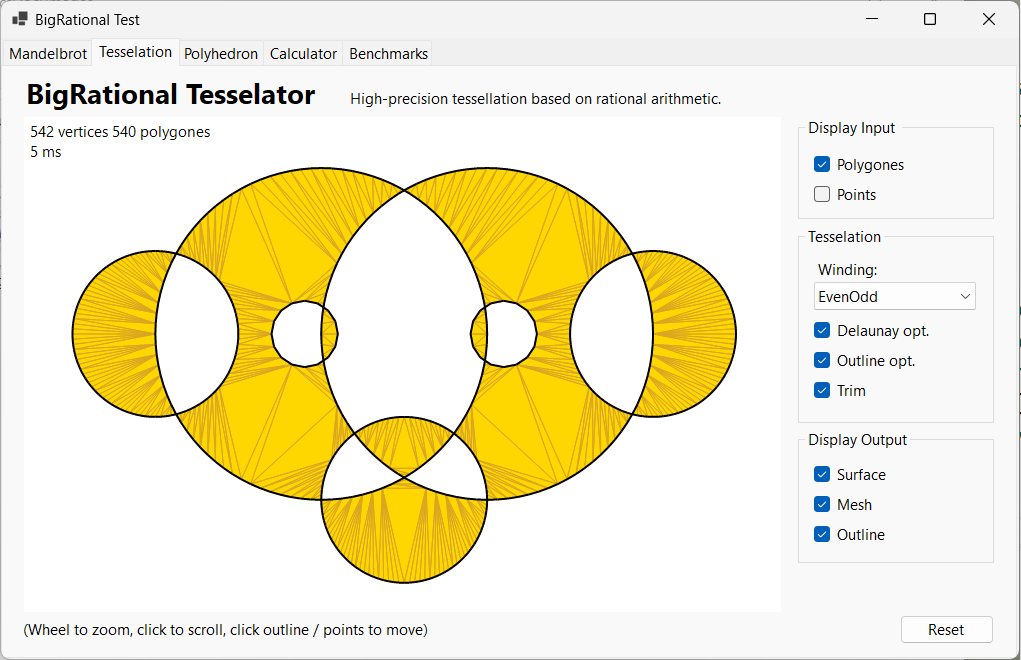 BigRational Test
Mandelbrot Tesselation Polyhedron Calculator Benchmarks
BigRational Tesselator
High-precision tessellation based on rational arithmetic.
542 vertices 540 polygones
5 ms
Display Input
Polygones
Points
Tesselation
Winding:
EvenOdd
Delaunay opt.
Outline opt.
Trim
Display Output
Surface
Mesh
Outline
(Wheel to zoom, click to scroll, click outline / points to move)
Reset